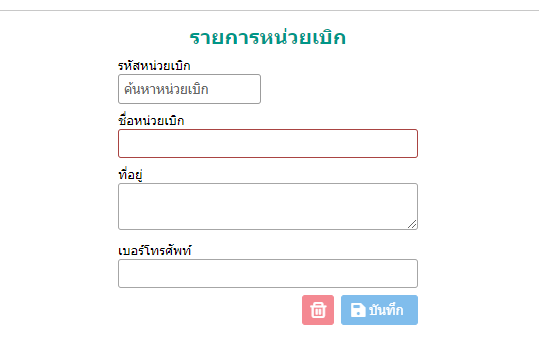 รายการหน่วยเบิก
รหัสหน่วยเบิก
ค้นหาหน่วยเบิก
ชื่อหน่วยเบิก
ที่อยู่
เบอร์โทรศัพท์
บันทึก